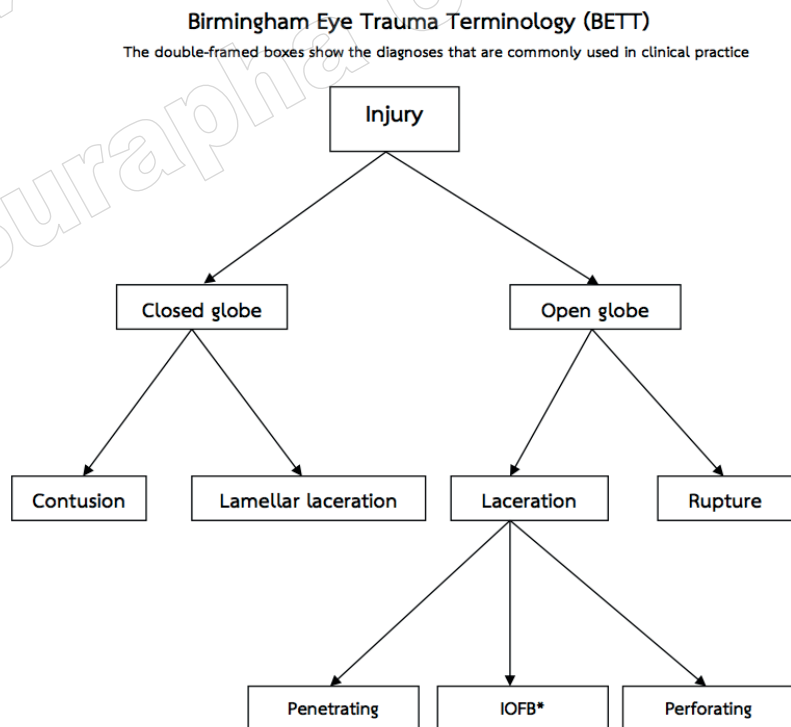 Birmingham Eye Trauma Terminology (BETT)
The double-framed boxes show the diagnoses that are commonly used in clinical practice
Injury
Closed globe
Open globe
Contusion
Lamellar laceration
Laceration
Rupture
Penetrating
IOFB*
Perforating